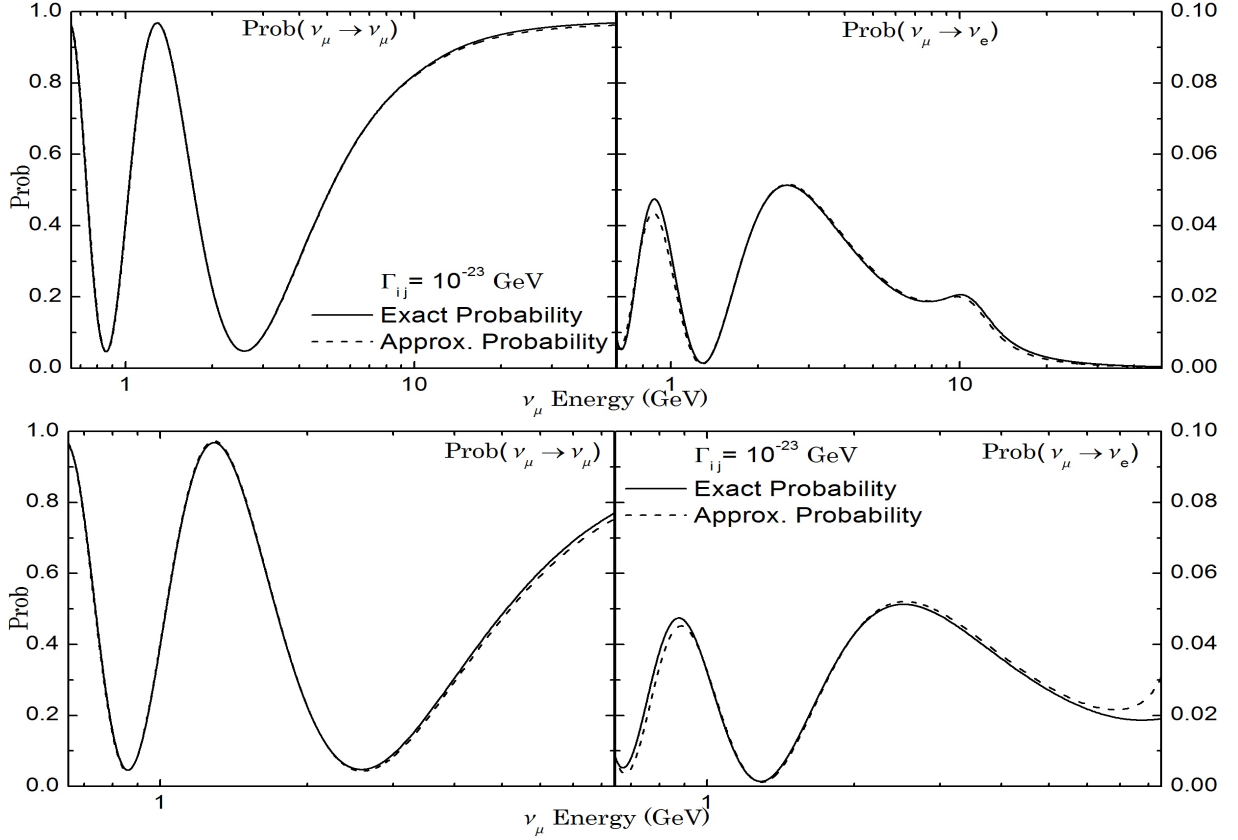 Prob(ν_μ → ν_μ)
Prob(ν_μ → ν_e)
Prob
1.0
0.8
0.6
0.4
0.2
0.0
0.10
0.08
0.06
0.04
0.02
0.00
Γ_ij= 10^-23 GeV
Exact Probability
Approx. Probability
1
10
1
10
ν_μ Energy (GeV)
Prob(ν_μ → ν_μ)
Γ_ij= 10^-23 GeV
Prob(ν_μ → ν_e)
Exact Probability
Approx. Probability
Prob
1.0
0.8
0.6
0.4
0.2
0.0
0.10
0.08
0.06
0.04
0.02
0.00
1
1
ν_μ Energy (GeV)